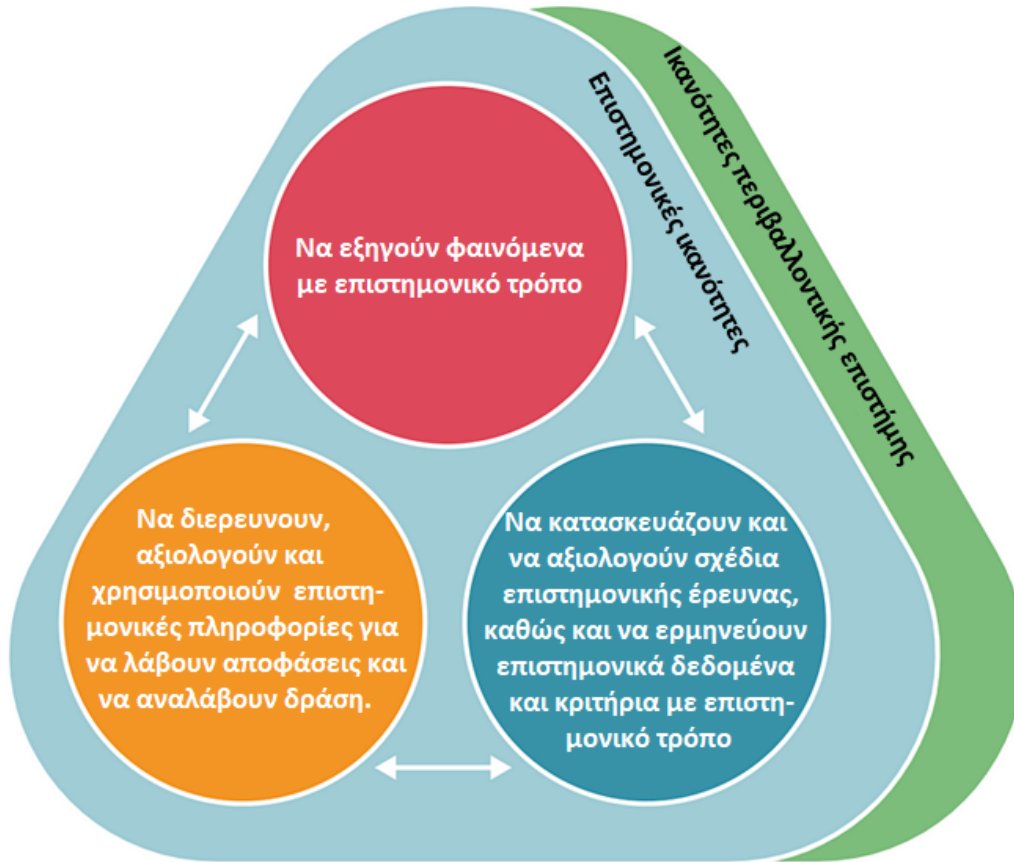 Ικανότητες περιβαλλοντικής επιστήμης
Επιστημονικές ικανότητες
Να εξηγούν φαινόμενα
με επιστημονικό τρόπο
Να διερευνουν,
αξιολογούν και
χρησιμοποιούν επιστη-
μονικές πληροφορίες για
να λάβουν αποφάσεις και
να αναλάβουν δράση.
Να κατασκευάζουν και
να αξιολογούν σχέδια
επιστημονικής έρευνας,
καθώς και να ερμηνεύουν
επιστημονικά δεδομένα
και κριτήρια με επιστη-
μονικό τρόπο